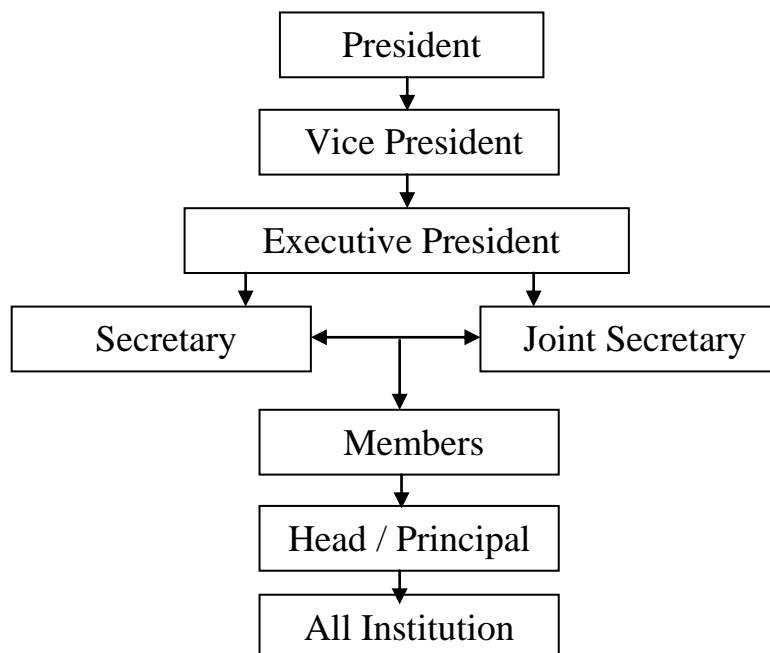 President
Vice President
Executive President
Secretary
Joint Secretary
Members
Head / Principal
All Institution